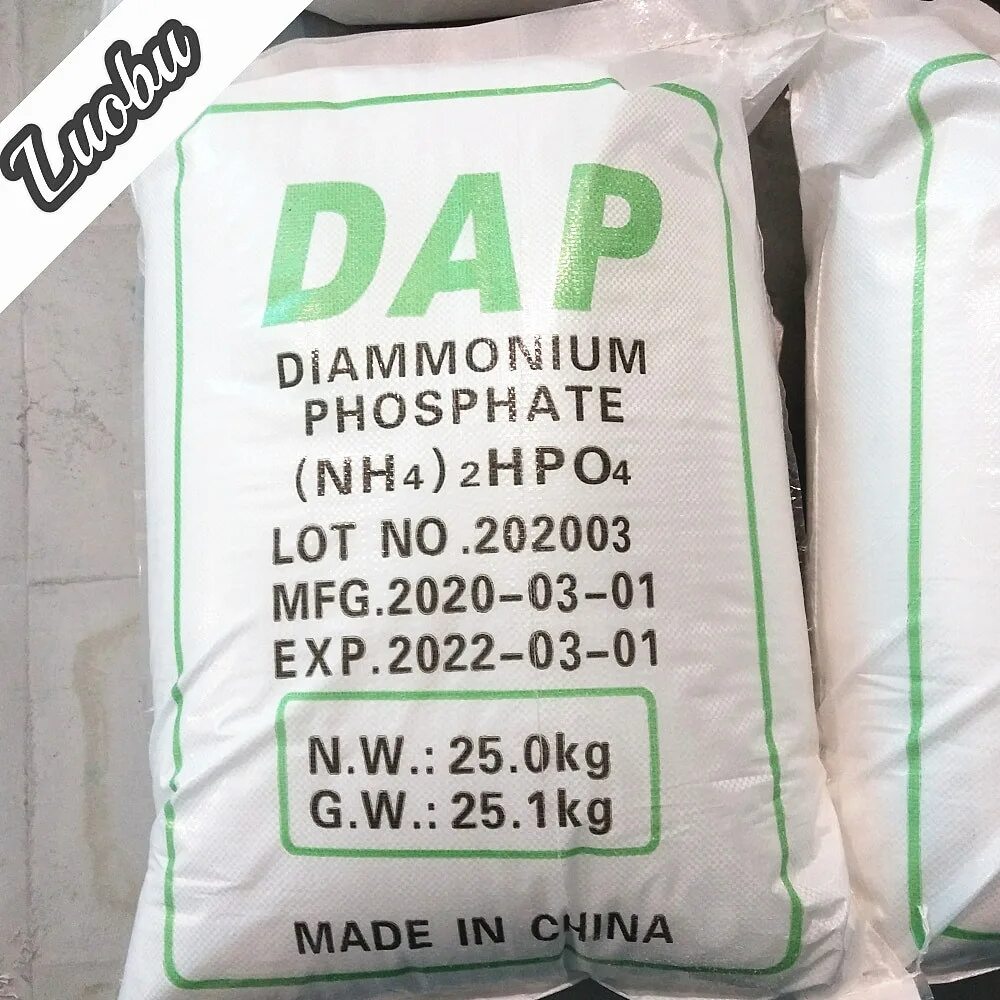 Luobu
DAP
DIAMMONIUM
PHOSPHATE
(NH4)2HPO4
LOT NO.202003
MFG.2020-03-01
EXP.2022-03-01
N.W.: 25.0kg
G.W.: 25.1kg
MADE IN CHINA